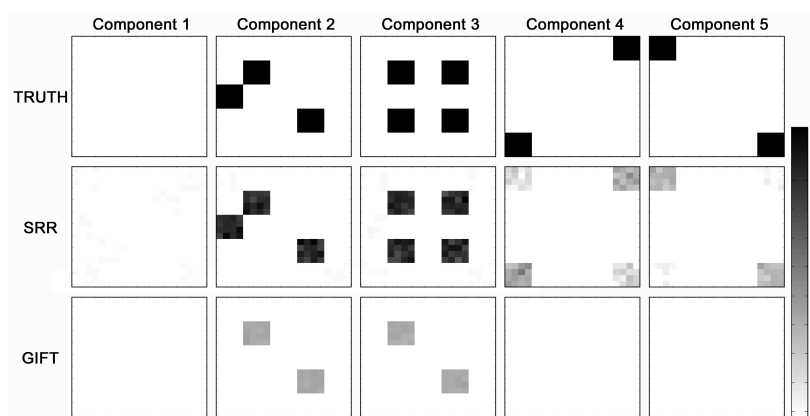 Component 1 Component 2 Component 3 Component 4 Component 5
TRUTH
SRR
GIFT